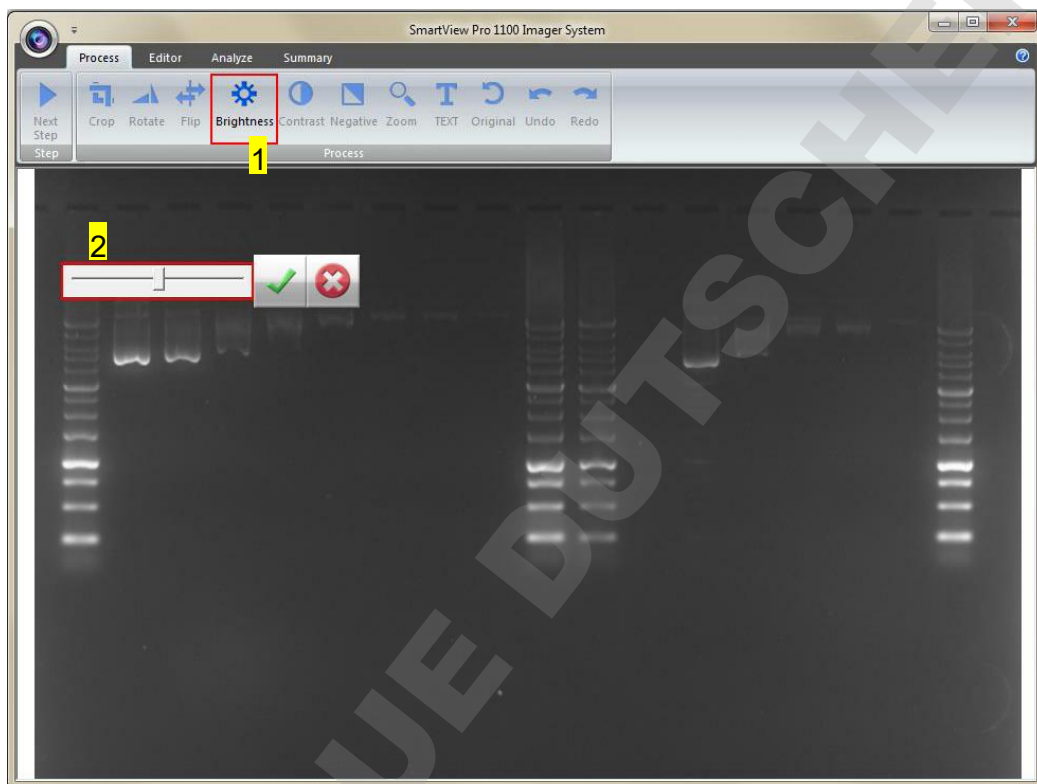 SmartView Pro 1100 Imager System
Process Editor Analyze Summary
Next Step
Crop Rotate Flip Brightness Contrast Negative Zoom TEXT Original Undo Redo
Step Process
1
2
UE DUTSCHE